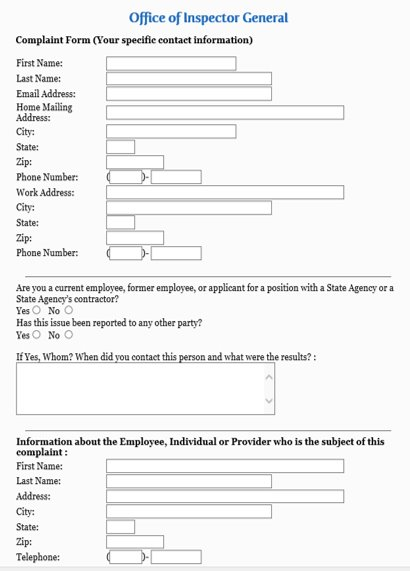 Office of Inspector General
Complaint Form (Your specific contact information)
First Name:
Last Name:
Email Address:
Home Mailing
Address:
City:
State:
Zip:
Phone Number: ( )-
Work Address:
City:
State:
Zip:
Phone Number: ( )-
Are you a current employee, former employee, or applicant for a position with a State Agency or a
State Agency's contractor?
Yes No
Has this issue been reported to any other party?
Yes No
If Yes, Whom? When did you contact this person and what were the results? :
Information about the Employee, Individual or Provider who is the subject of this
complaint :
First Name:
Last Name:
Address:
City:
State:
Zip:
Telephone: ( )-